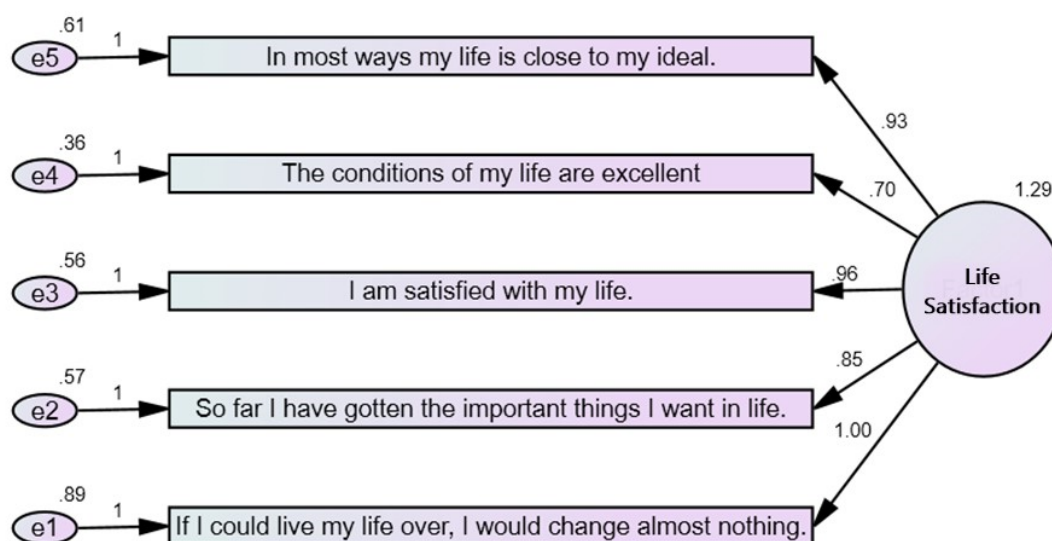 .61
e5 1 In most ways my life is close to my ideal.
.93
.36
e4 1 The conditions of my life are excellent
.70
1.29
.56
e3 1 I am satisfied with my life.
.96
Life
Satisfaction
.57
e2 1 So far I have gotten the important things I want in life.
.85
.89
e1 1 If I could live my life over, I would change almost nothing.
1.00